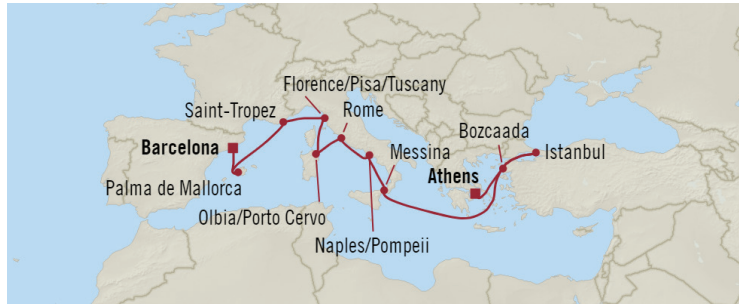 Florence/Pisa/Tuscany
Saint-Tropez
Rome
Bozcaada
Barcelona
Messina
Istanbul
Athens
Palma de Mallorca
Olbia/Porto Cervo
Naples/Pompeii